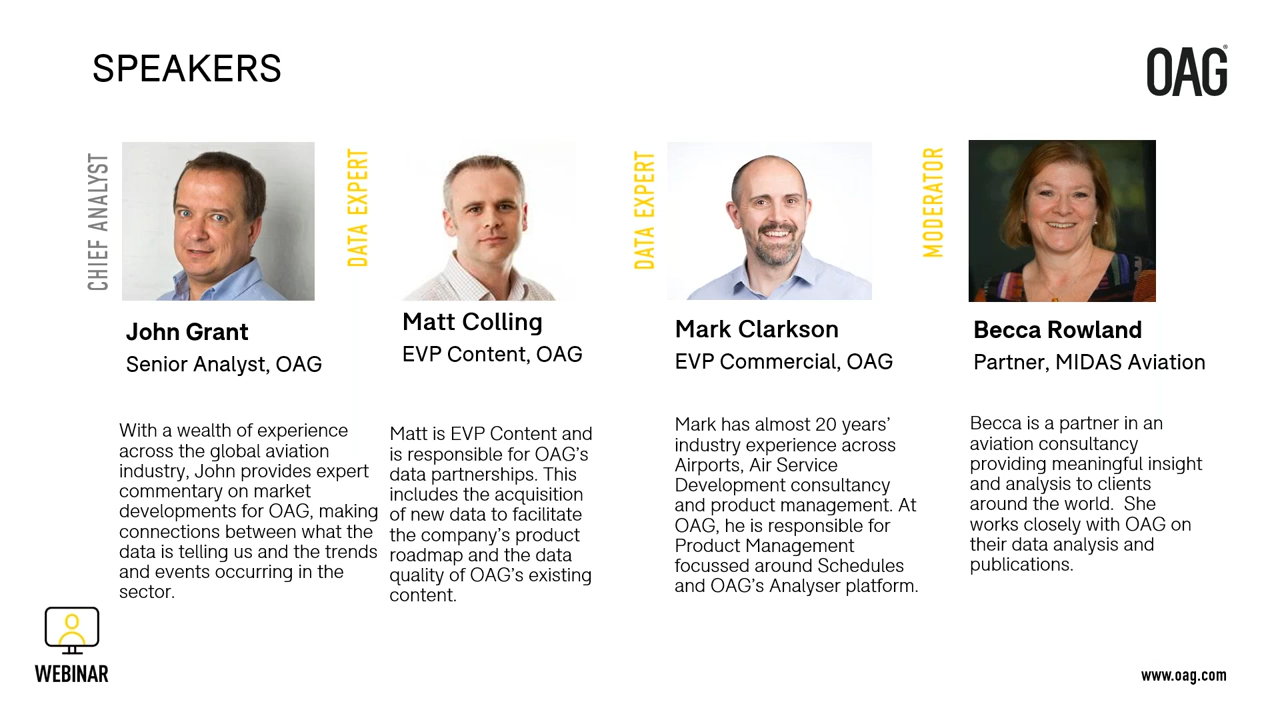 SPEAKERS
OAG®
CHIEF ANALYST
John Grant
Senior Analyst, OAG
With a wealth of experience
across the global aviation
industry, John provides expert
commentary on market
developments for OAG, making
connections between what the
data is telling us and the trends
and events occurring in the
sector.
DATA EXPERT
Matt Colling
EVP Content, OAG
Matt is EVP Content and
is responsible for OAG’s
data partnerships. This
includes the acquisition
of new data to facilitate
the company’s product
roadmap and the data
quality of OAG’s existing
content.
DATA EXPERT
Mark Clarkson
EVP Commercial, OAG
Mark has almost 20 years’
industry experience across
Airports, Air Service
Development consultancy
and product management. At
OAG, he is responsible for
Product Management
focussed around Schedules
and OAG’s Analyser platform.
MODERATOR
Becca Rowland
Partner, MIDAS Aviation
Becca is a partner in an
aviation consultancy
providing meaningful insight
and analysis to clients
around the world.  She
works closely with OAG on
their data analysis and
publications.
WEBINAR
www.oag.com